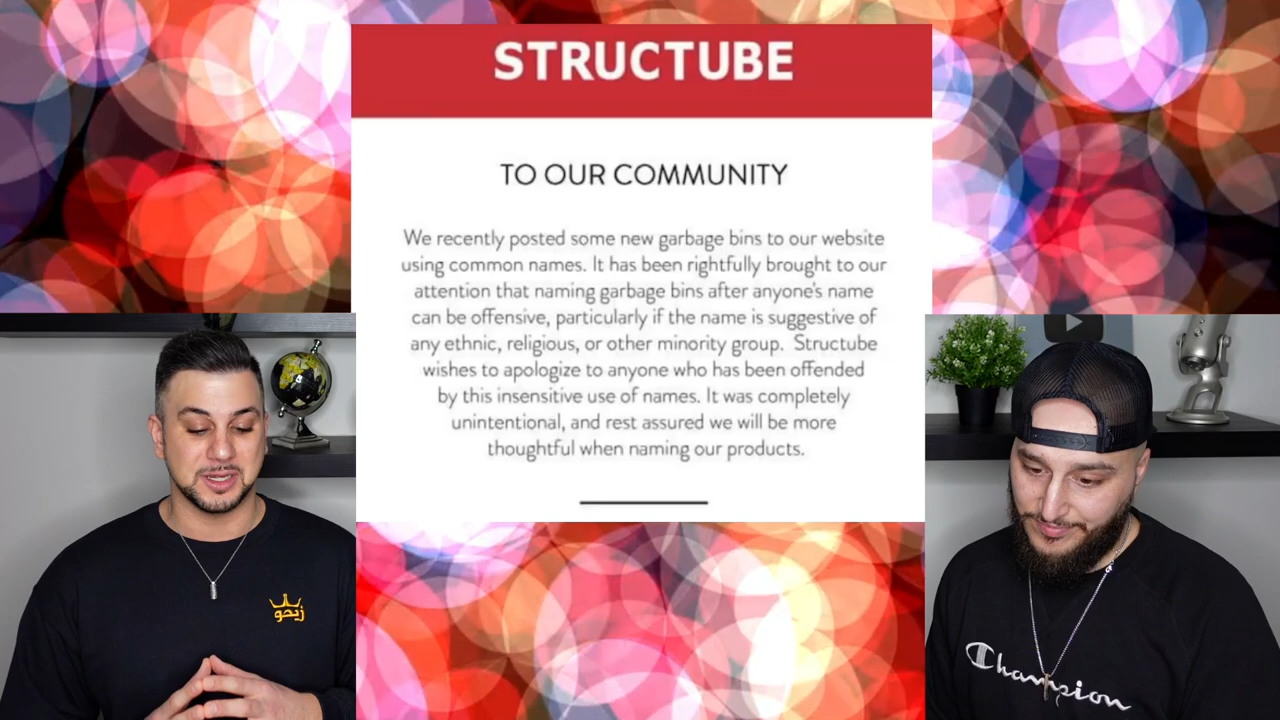 STRUCTUBE
TO OUR COMMUNITY
We recently posted some new garbage bins to our website
using common names. It has been rightfully brought to our
attention that naming garbage bins after anyone's name
can be offensive, particularly if the name is suggestive of
any ethnic, religious, or other minority group. Structube
wishes to apologize to anyone who has been offended
by this insensitive use of names. It was completely
unintentional, and rest assured we will be more
thoughtful when naming our products.
زيحو
Champion